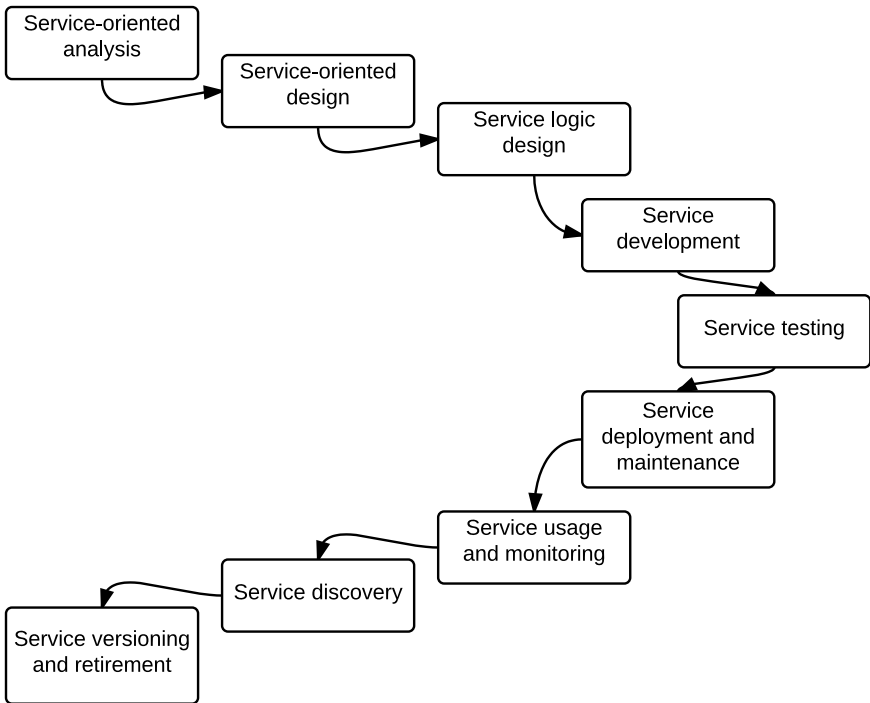 Service-oriented
analysis
Service-oriented
design
Service logic
design
Service
development
Service testing
Service
deployment and
maintenance
Service usage
and monitoring
Service discovery
Service versioning
and retirement